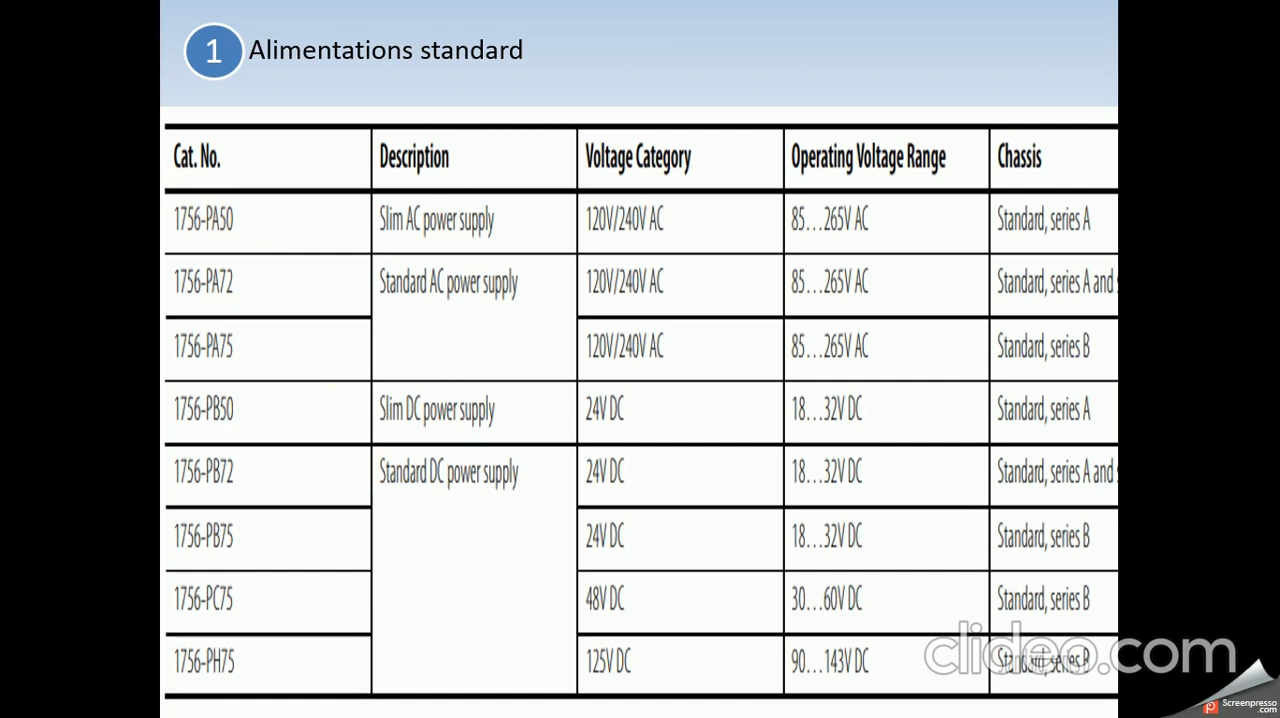 1 Alimentations standard
Cat. No. Description Voltage Category Operating Voltage Range Chassis
1756-PA50 Slim AC power supply 120V/240V AC 85...265V AC Standard, series A
1756-PA72 Standard AC power supply 120V/240V AC 85...265V AC Standard, series A and
1756-PA75 120V/240V AC 85...265V AC Standard, series B
1756-PB50 Slim DC power supply 24V DC 18...32V DC Standard, series A
1756-PB72 Standard DC power supply 24V DC 18...32V DC Standard, series A and
1756-PB75 24V DC 18...32V DC Standard, series B
1756-PC75 48V DC 30...60V DC Standard, series B
1756-PH75 125V DC 90...143V DC Standard, series B
clideo.com
Screenpresso
.com